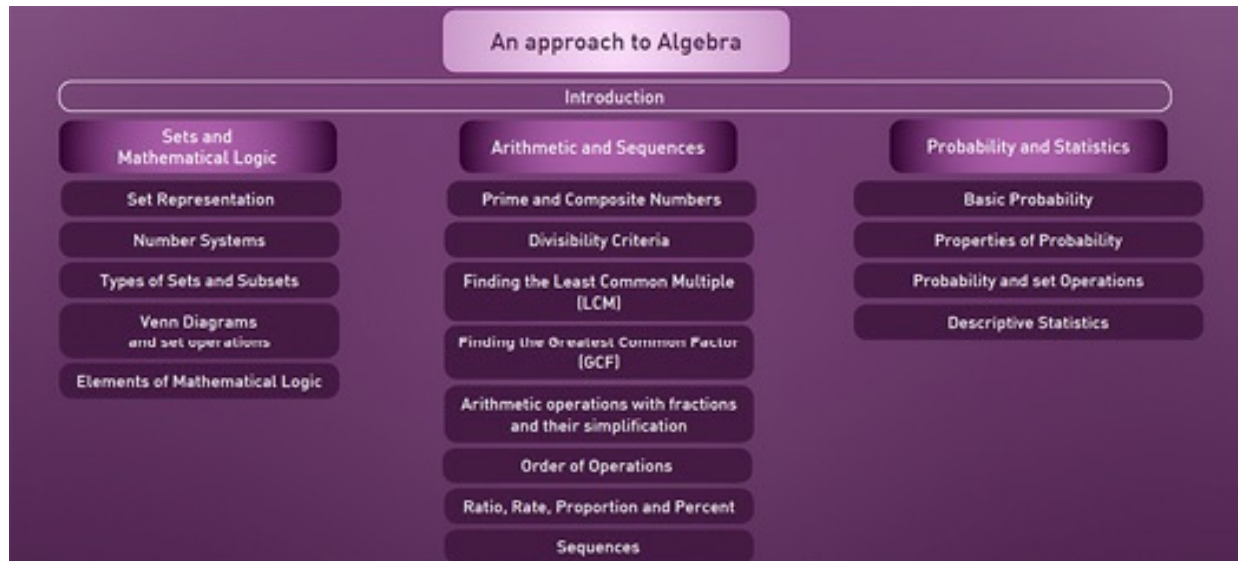 An approach to Algebra
Introduction
Sets and
Mathematical Logic
Set Representation
Number Systems
Types of Sets and Subsets
Venn Diagrams
and set operations
Elements of Mathematical Logic
Arithmetic and Sequences
Prime and Composite Numbers
Divisibility Criteria
Finding the Least Common Multiple
(LCM)
Finding the Greatest Common Factor
(GCF)
Arithmetic operations with fractions
and their simplification
Order of Operations
Ratio, Rate, Proportion and Percent
Sequences
Probability and Statistics
Basic Probability
Properties of Probability
Probability and set Operations
Descriptive Statistics